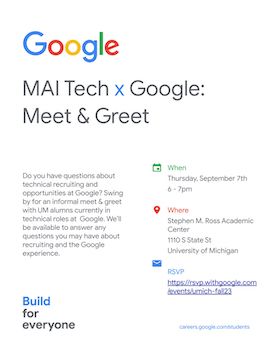 Google
MAI Tech x Google:
Meet & Greet
Do you have questions about
technical recruiting and
opportunities at Google? Swing
by for an informal meet & greet
with UM alumns currently in
technical roles at  Google. We'll
be available to answer any
questions you may have about
recruiting and the Google
experience.
When
Thursday, September 7th
6 - 7pm
Where
Stephen M. Ross Academic
Center
1110 S State St
University of Michigan
RSVP
https://rsvp.withgoogle.com
/events/umich-fall23
Build
for
everyone
careers.google.com/students